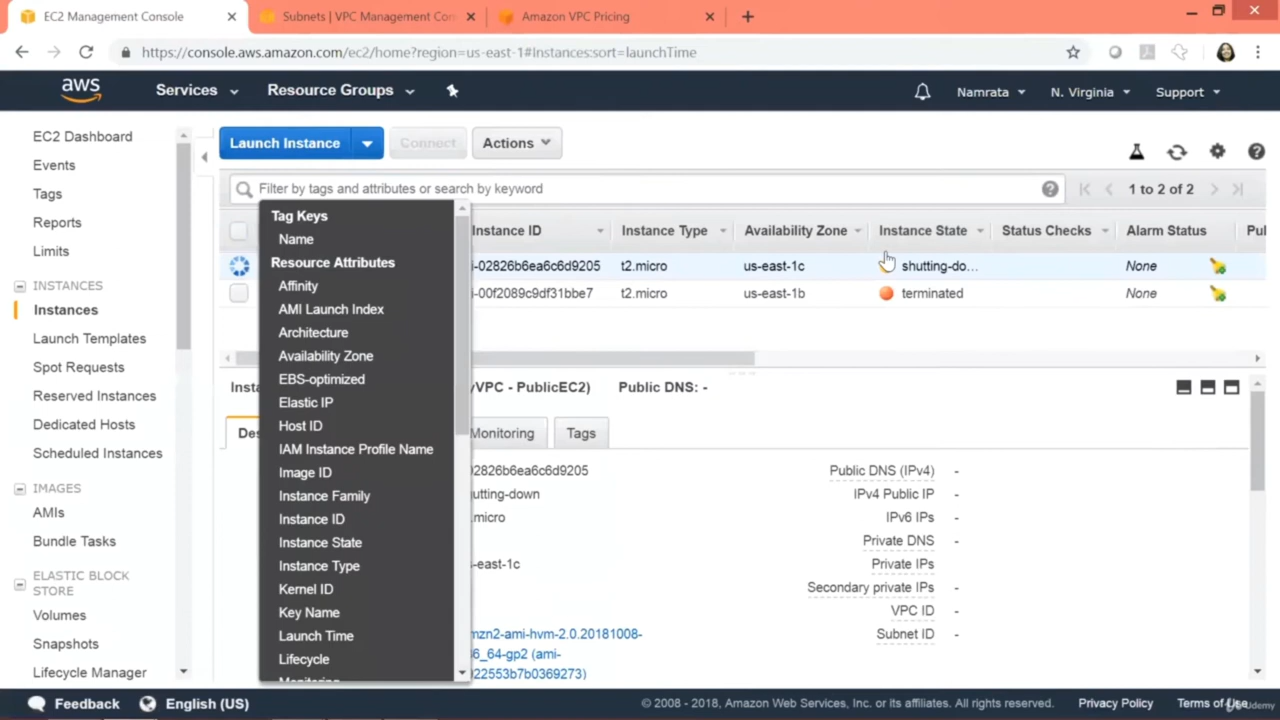 EC2 Management Console
Subnets | VPC Management Con
Amazon VPC Pricing
https://console.aws.amazon.com/ec2/home?region=us-east-1#Instances:sort=launchTime
aws
Services
Resource Groups
Namrata
N. Virginia
Support
EC2 Dashboard
Events
Tags
Reports
Limits
INSTANCES
Instances
Launch Templates
Spot Requests
Reserved Instances
Dedicated Hosts
Scheduled Instances
IMAGES
AMIs
Bundle Tasks
ELASTIC BLOCK
STORE
Volumes
Snapshots
Lifecycle Manager
Launch Instance
Connect
Actions
Filter by tags and attributes or search by keyword
1 to 2 of 2
Tag Keys
Name
Resource Attributes
Affinity
AMI Launch Index
Architecture
Availability Zone
EBS-optimized
Elastic IP
Host ID
IAM Instance Profile Name
Image ID
Instance Family
Instance ID
Instance State
Instance Type
Kernel ID
Key Name
Launch Time
Lifecycle
Instance ID Instance Type Availability Zone Instance State Status Checks Alarm Status Pul
i-02826b6ea6c6d9205 t2.micro us-east-1c shutting-do... None
i-00f2089c9df31bbe7 t2.micro us-east-1b terminated None
Insta
yVPC - PublicEC2) Public DNS: -
Des
Monitoring
Tags
02826b6ea6c6d9205
utting-down
.micro
-east-1c
mzn2-ami-hvm-2.0.20181008-
86_64-gp2 (ami-
922553b7b0369273)
Public DNS (IPv4) -
IPv4 Public IP -
IPv6 IPs -
Private DNS -
Private IPs -
Secondary private IPs -
VPC ID -
Subnet ID -
Feedback
English (US)
© 2008 - 2018, Amazon Web Services, Inc. or its affiliates. All rights reserved.
Privacy Policy
Terms of Use
Udemy